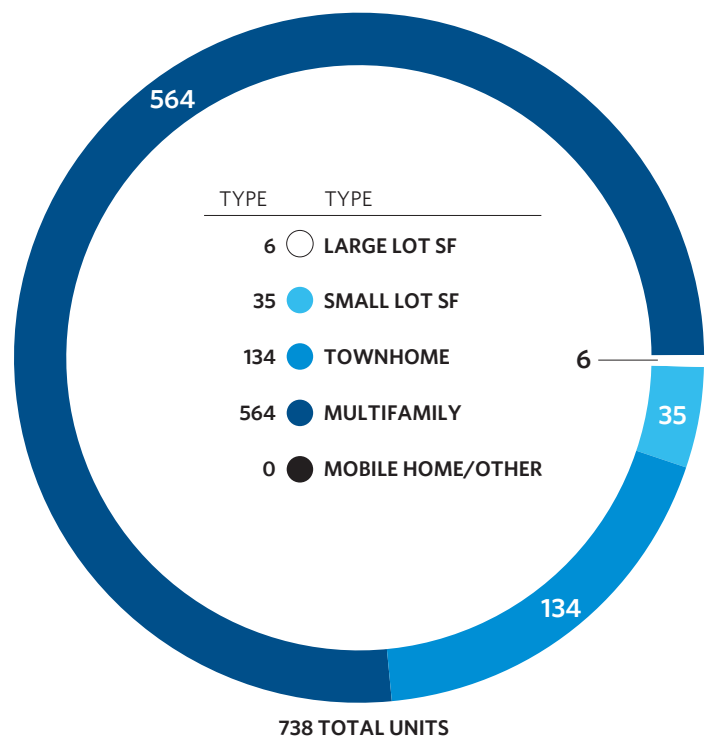 564
TYPE TYPE
6 LARGE LOT SF
35 SMALL LOT SF
134 TOWNHOME
6
564 MULTIFAMILY
35
0 MOBILE HOME/OTHER
134
738 TOTAL UNITS